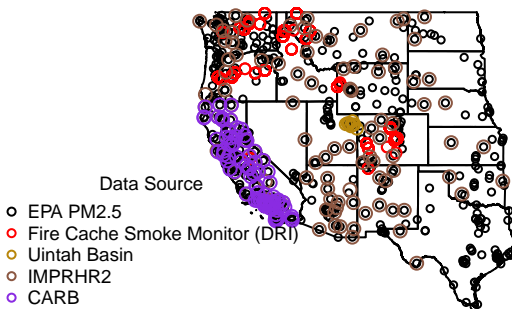 Data Source
EPA PM2.5
Fire Cache Smoke Monitor (DRI)
Uintah Basin
IMPRHR2
CARB